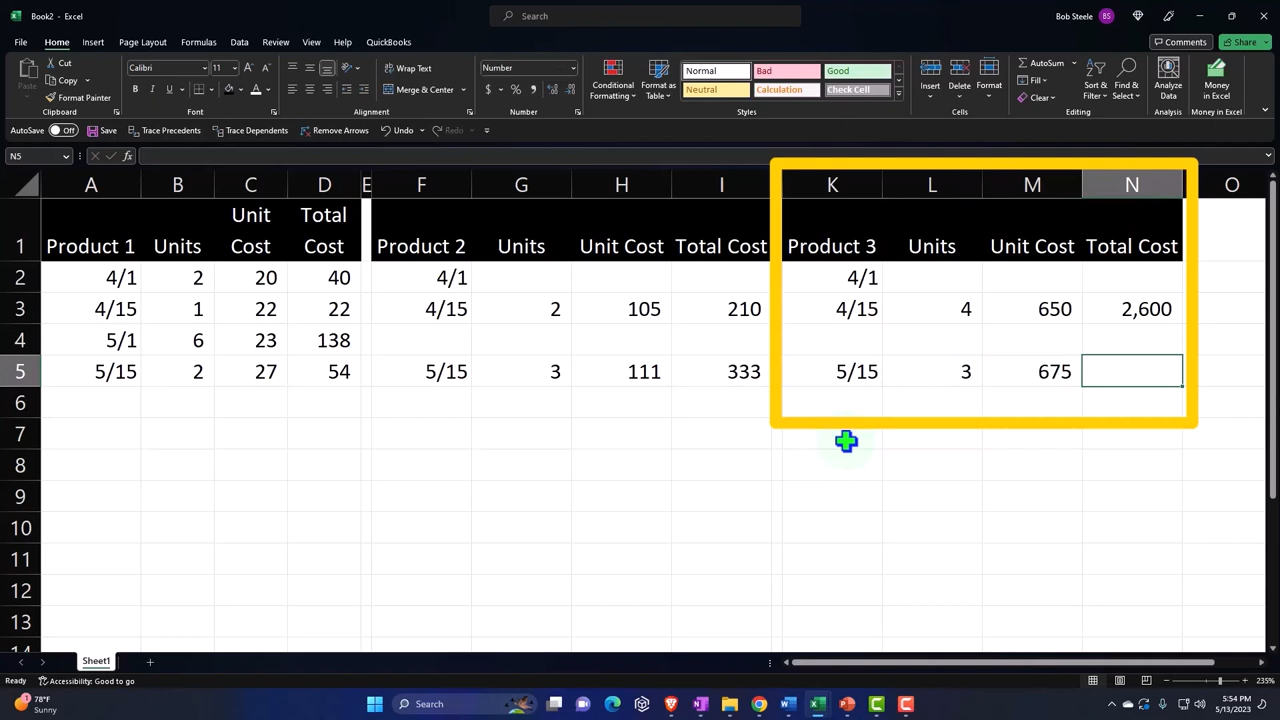 Book2 - Excel
Search
Bob Steele BS
File Home Insert Page Layout Formulas Data Review View Help QuickBooks
Comments Share
Cut
Calibri 11
Wrap Text
Number
Normal Bad Good
AutoSum
Copy
Paste
Format Painter
B I U
Merge & Center
$ %
Conditional Formatting Format as Table
Neutral Calculation Check Cell
Insert Delete Format
Fill
Clear
Sort & Filter Find & Select
Analyze Data
Money in Excel
Clipboard Font Alignment Number Styles Cells Editing Analysis Money in Excel
AutoSave Off Save Trace Precedents Trace Dependents Remove Arrows Undo Redo
N5 fx
A B C D E F G H I K L M N O
Unit Total
1 Product 1 Units Cost Cost Product 2 Units Unit Cost Total Cost Product 3 Units Unit Cost Total Cost
2 4/1 2 20 40 4/1 4/1
3 4/15 1 22 22 4/15 2 105 210 4/15 4 650 2,600
4 5/1 6 23 138
5 5/15 2 27 54 5/15 3 111 333 5/15 3 675
6
7
8
9
10
11
12
13
14
Sheet1
Ready Accessibility: Good to go 235%
78°F
Sunny
Search
5:54 PM
5/13/2023